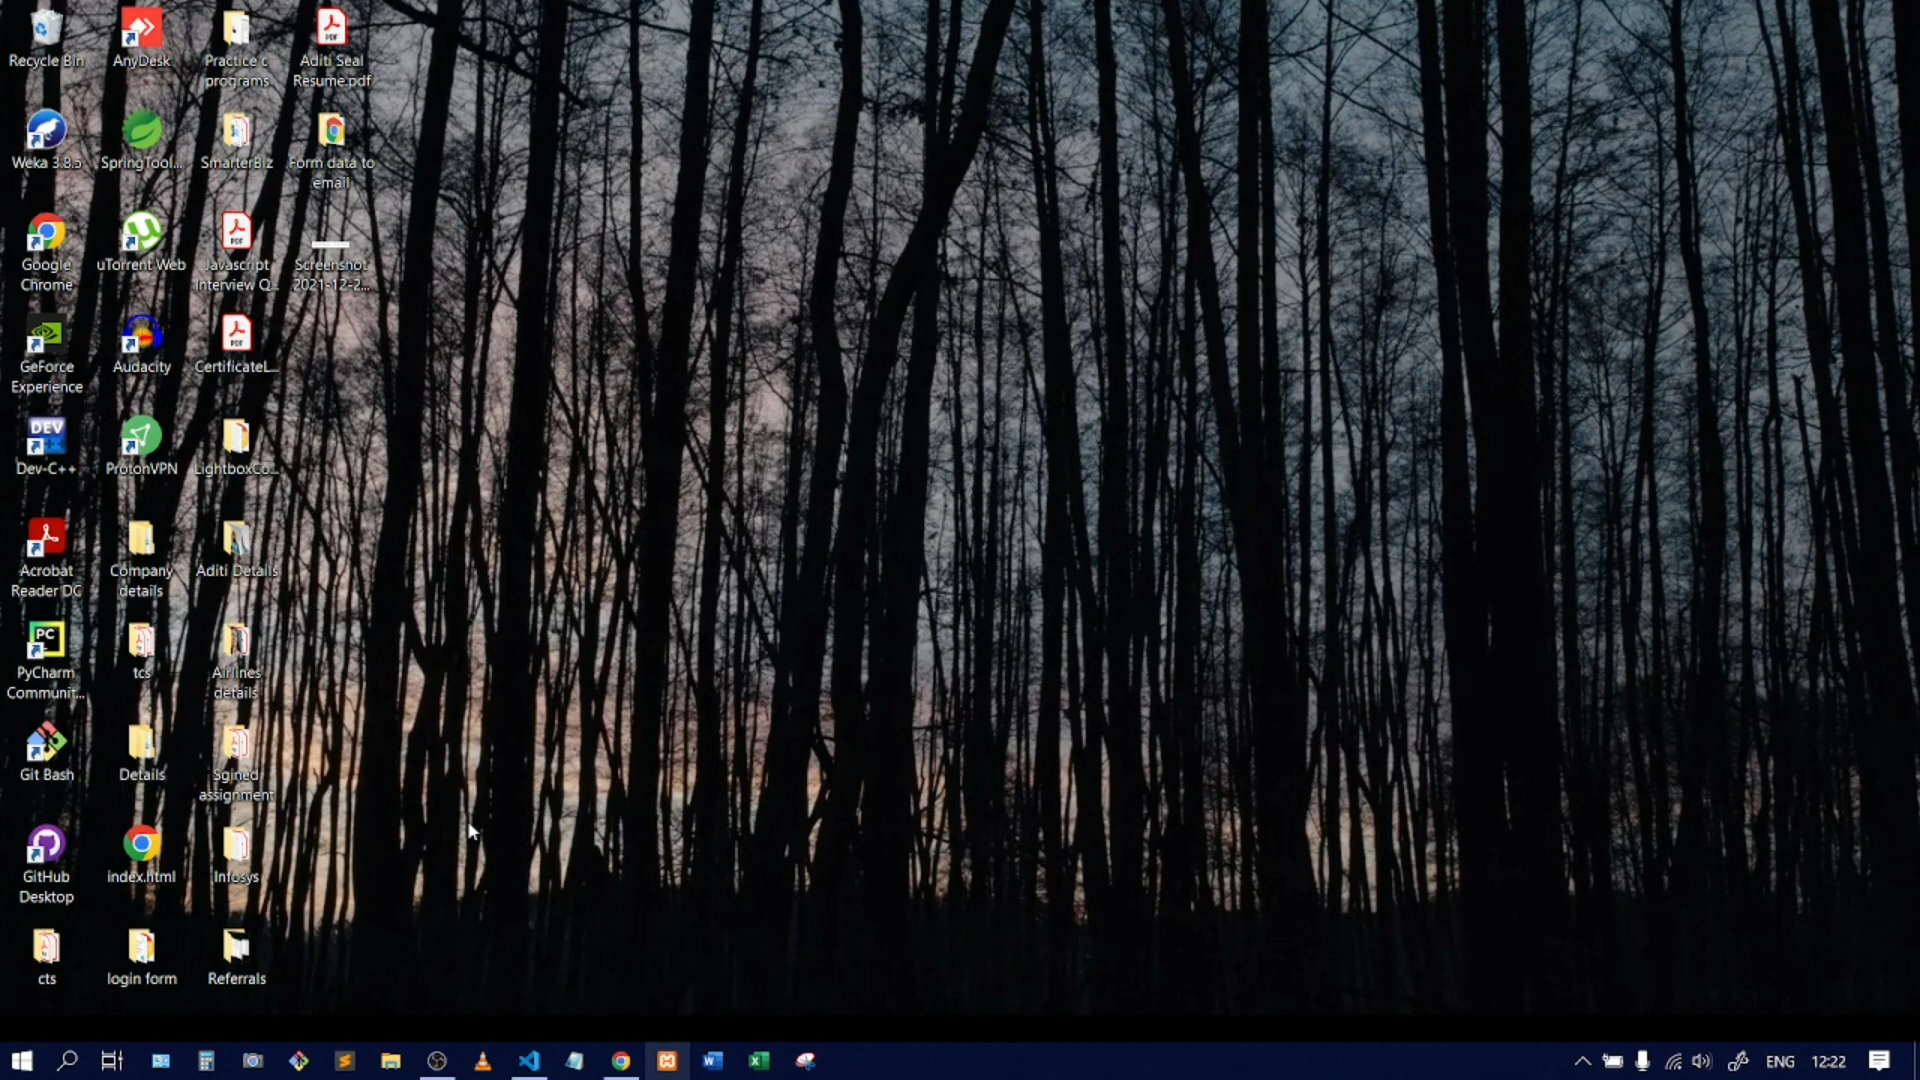 Recycle Bin
AnyDesk
Practice c
programs
Aditi Seal
Resume.pdf
Weka 3.8.5
SpringTool...
SmarterBiz
Form data to
email
Google
Chrome
uTorrent Web
Javascript
Interview Q...
Screenshot
2021-12-2...
GeForce
Experience
Audacity
CertificateL...
DEV
Dev-C++
ProtonVPN
LightboxCo...
Acrobat
Reader DC
Company
details
Aditi Details
PC
PyCharm
Communit...
tcs
Airlines
details
Git Bash
Details
Sgined
assignment
GitHub
Desktop
index.html
Infosys
cts
login form
Referrals
ENG
12:22